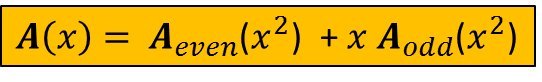 A(x) = A_even(x²) + x A_odd(x²)